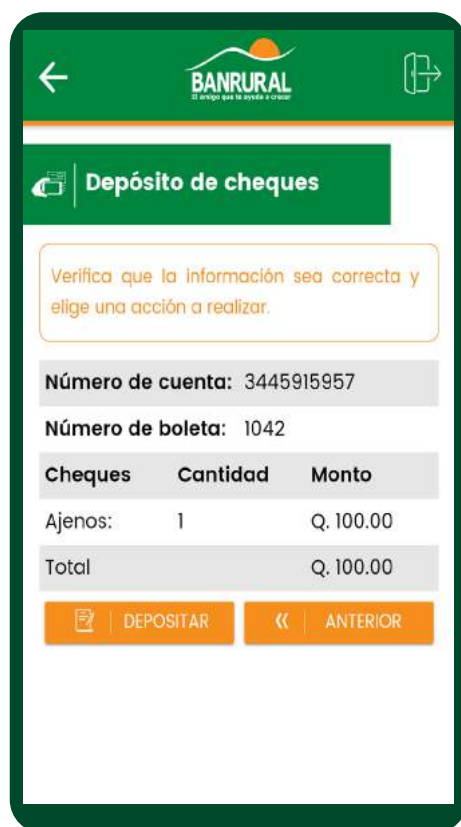 BANRURAL
El amigo que te ayuda a crecer
Depósito de cheques
Verifica que la información sea correcta y
elige una acción a realizar.
Número de cuenta: 3445915957
Número de boleta: 1042
Cheques Cantidad Monto
Ajenos: 1 Q. 100.00
Total Q. 100.00
DEPOSITAR ANTERIOR